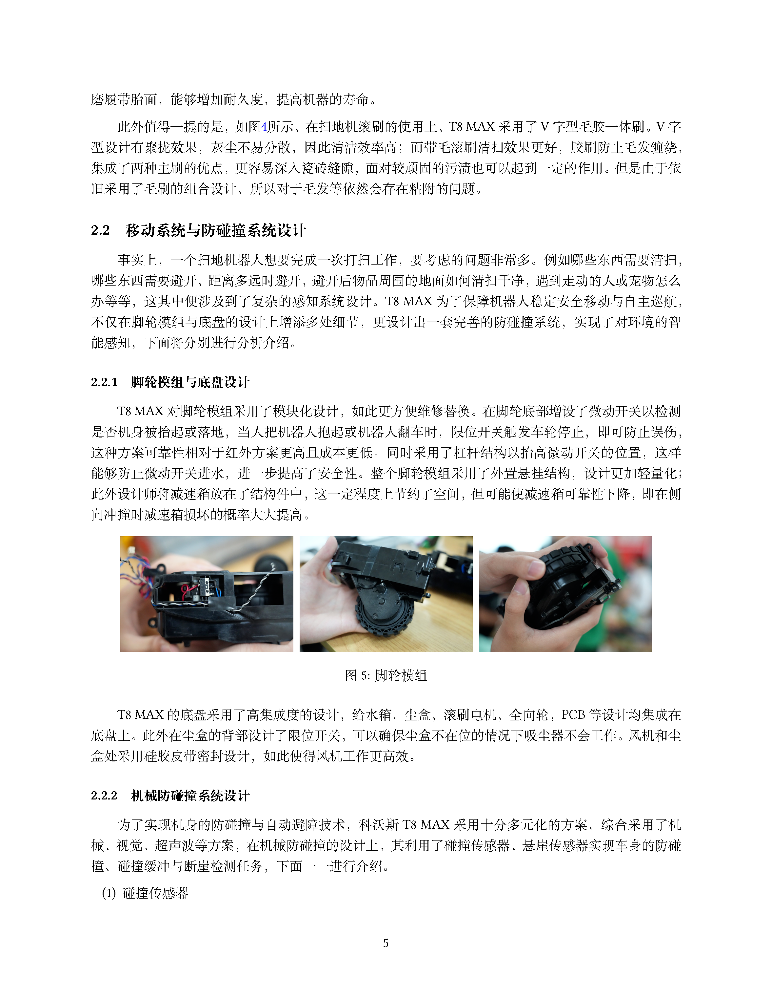 磨履带胎面，能够增加耐久度，提高机器的寿命。
此外值得一提的是，如图4所示，在扫地机滚刷的使用上，T8 MAX 采用了 V 字型毛胶一体刷。V 字
型设计有聚拢效果，灰尘不易分散，因此清洁效率高；而带毛滚刷清扫效果更好，胶刷防止毛发缠绕，
集成了两种主刷的优点，更容易深入瓷砖缝隙，面对较顽固的污渍也可以起到一定的作用。但是由于依
旧采用了毛刷的组合设计，所以对于毛发等依然会存在粘附的问题。
2.2 移动系统与防碰撞系统设计
事实上，一个扫地机器人想要完成一次打扫工作，要考虑的问题非常多。例如哪些东西需要清扫，
哪些东西需要避开，距离多远时避开，避开后物品周围的地面如何清扫干净，遇到走动的人或宠物怎么
办等等，这其中便涉及到了复杂的感知系统设计。T8 MAX 为了保障机器人稳定安全移动与自主巡航，
不仅在脚轮模组与底盘的设计上增添多处细节，更设计出一套完善的防碰撞系统，实现了对环境的智
能感知，下面将分别进行分析介绍。
2.2.1 脚轮模组与底盘设计
T8 MAX 对脚轮模组采用了模块化设计，如此更方便维修替换。在脚轮底部增设了微动开关以检测
是否机身被抬起或落地，当人把机器人抱起或机器人翻车时，限位开关触发车轮停止，即可防止误伤，
这种方案可靠性相对于红外方案更高且成本更低。同时采用了杠杆结构以抬高微动开关的位置，这样
能够防止微动开关进水，进一步提高了安全性。整个脚轮模组采用了外置悬挂结构，设计更加轻量化；
此外设计师将减速箱放在了结构件中，这一定程度上节约了空间，但可能使减速箱可靠性下降，即在侧
向冲撞时减速箱损坏的概率大大提高。
图 5: 脚轮模组
T8 MAX 的底盘采用了高集成度的设计，给水箱，尘盒，滚刷电机，全向轮，PCB 等设计均集成在
底盘上。此外在尘盒的背部设计了限位开关，可以确保尘盒不在位的情况下吸尘器不会工作。风机和尘
盒处采用硅胶皮带密封设计，如此使得风机工作更高效。
2.2.2 机械防碰撞系统设计
为了实现机身的防碰撞与自动避障技术，科沃斯 T8 MAX 采用十分多元化的方案，综合采用了机
械、视觉、超声波等方案，在机械防碰撞的设计上，其利用了碰撞传感器、悬崖传感器实现车身的防碰
撞、碰撞缓冲与断崖检测任务，下面一一进行介绍。
(1) 碰撞传感器
5